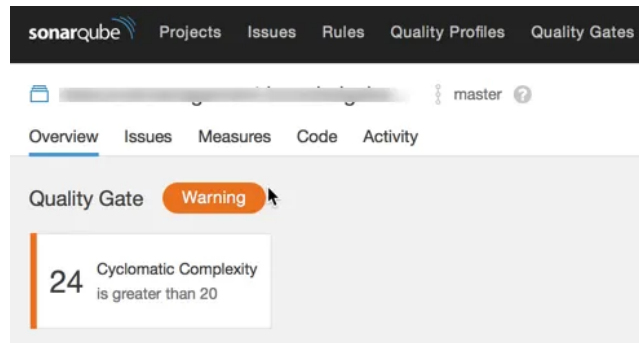 sonarqube Projects Issues Rules Quality Profiles Quality Gates
master ?
Overview Issues Measures Code Activity
Quality Gate Warning
24 Cyclomatic Complexity
is greater than 20